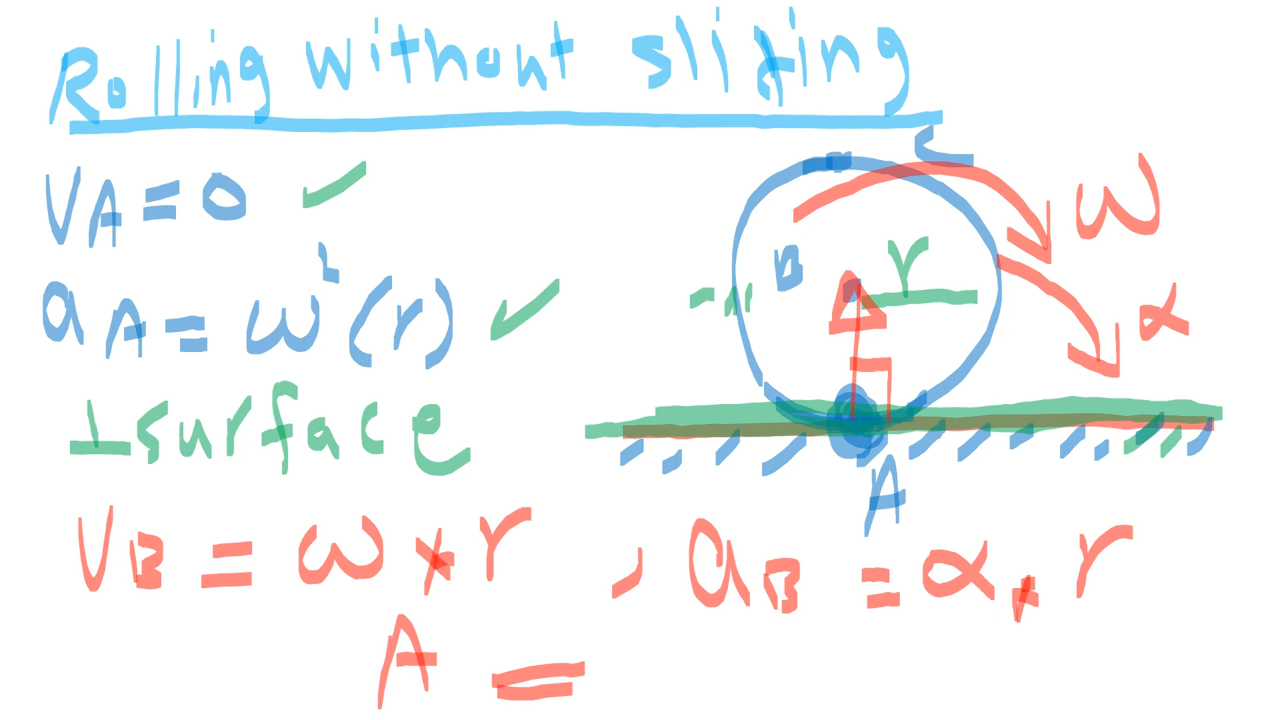 Rolling without sliding
VA = 0 ✓
aA = ω²(r) ✓
⊥ surface
VB = ω × r , aB = α × r
A =
C
ω
B
r
α
A